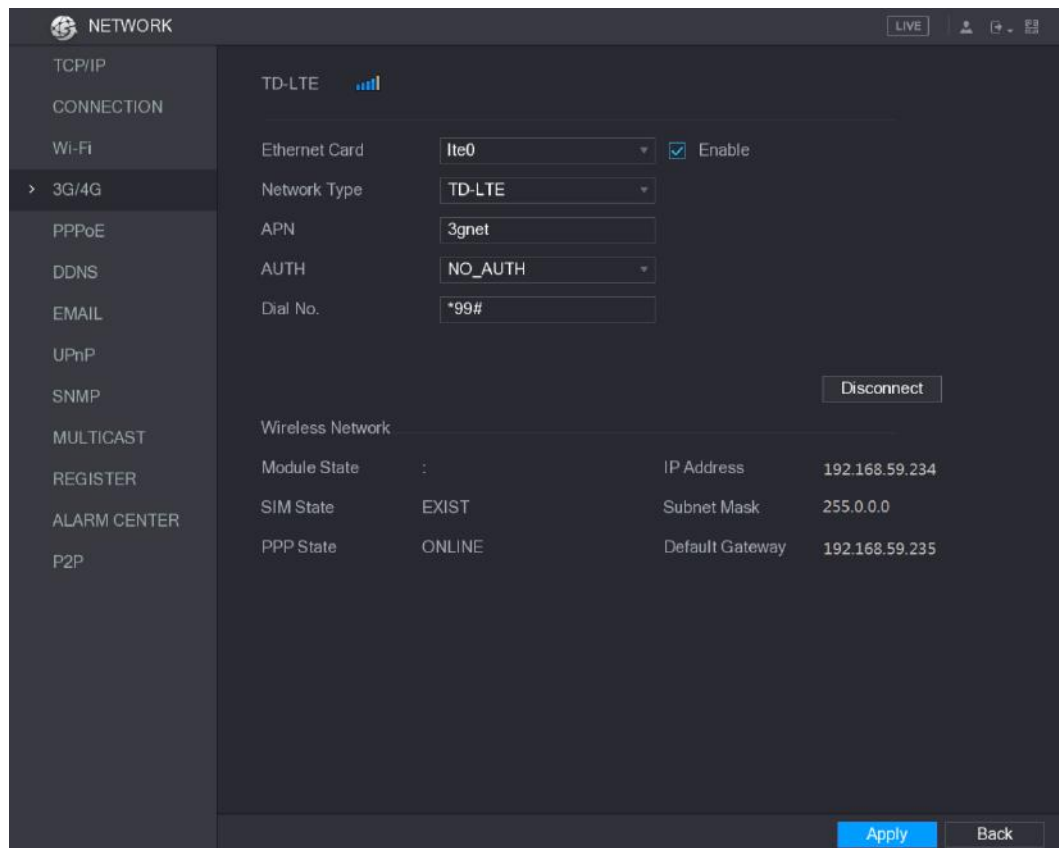 NETWORK
LIVE
TCP/IP
CONNECTION
Wi-Fi
3G/4G
PPPoE
DDNS
EMAIL
UPnP
SNMP
MULTICAST
REGISTER
ALARM CENTER
P2P
TD-LTE
Ethernet Card lte0 Enable
Network Type TD-LTE
APN 3gnet
AUTH NO_AUTH
Dial No. *99#
Disconnect
Wireless Network
Module State : IP Address 192.168.59.234
SIM State EXIST Subnet Mask 255.0.0.0
PPP State ONLINE Default Gateway 192.168.59.235
Apply Back